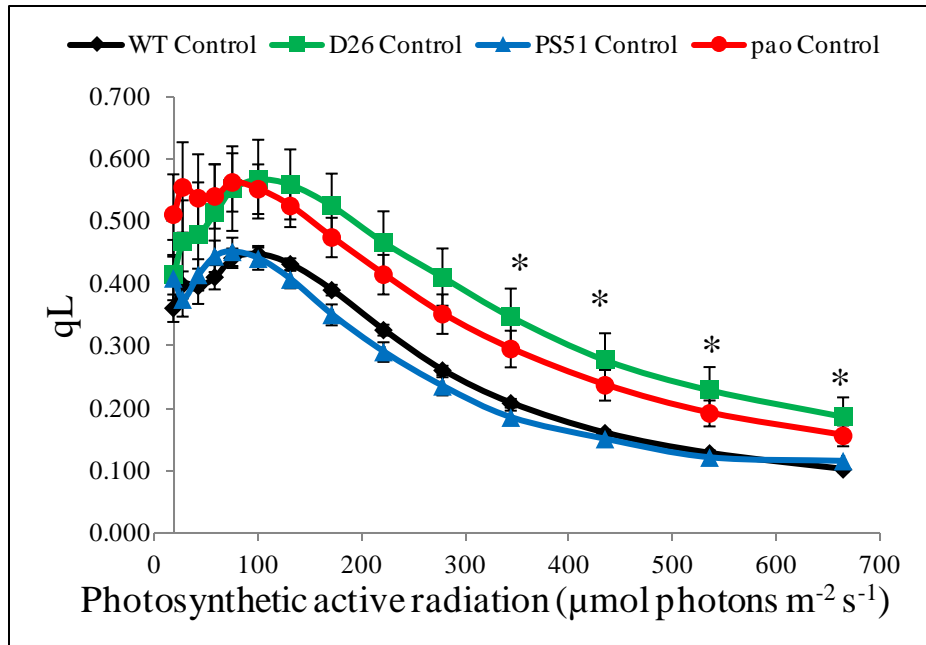 WT Control D26 Control PS51 Control pao Control
0.700
0.600
0.500
0.400
0.300
0.200
0.100
0.000
qL
* * * *
0 100 200 300 400 500 600 700
Photosynthetic active radiation (µmol photons m⁻² s⁻¹)